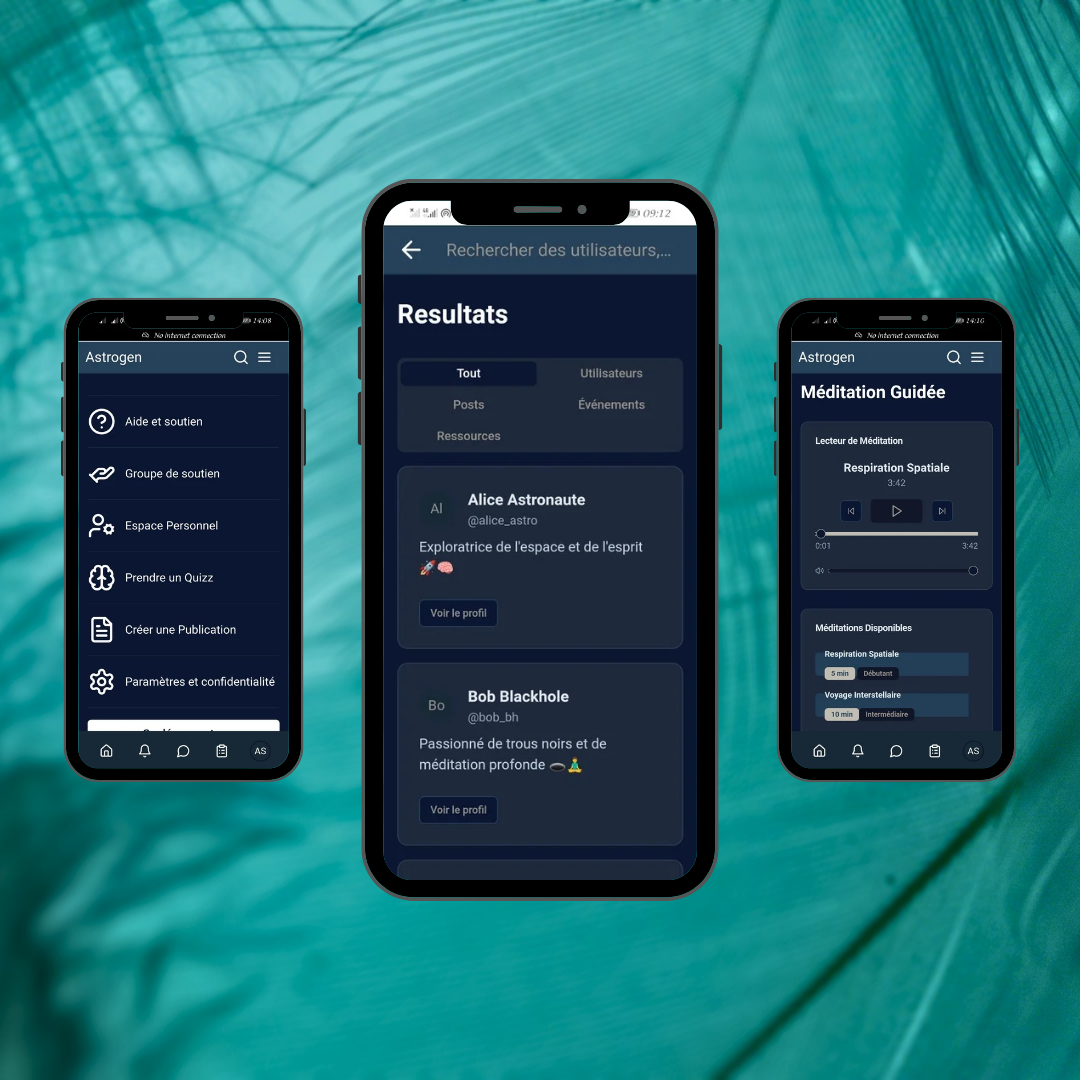 14:08
No internet connection
Astrogen
Aide et soutien
Groupe de soutien
Espace Personnel
Prendre un Quizz
Créer une Publication
Paramètres et confidentialité
AS
09:12
Rechercher des utilisateurs,...
Resultats
Tout
Utilisateurs
Posts
Événements
Ressources
Al
Alice Astronaute
@alice_astro
Exploratrice de l'espace et de l'esprit
🚀🧠
Voir le profil
Bo
Bob Blackhole
@bob_bh
Passionné de trous noirs et de
méditation profonde 🕳️🧘‍♂️
Voir le profil
14:10
No internet connection
Astrogen
Méditation Guidée
Lecteur de Méditation
Respiration Spatiale
3:42
0:01
3:42
Méditations Disponibles
Respiration Spatiale
5 min
Débutant
Voyage Interstellaire
10 min
Intermédiaire
AS